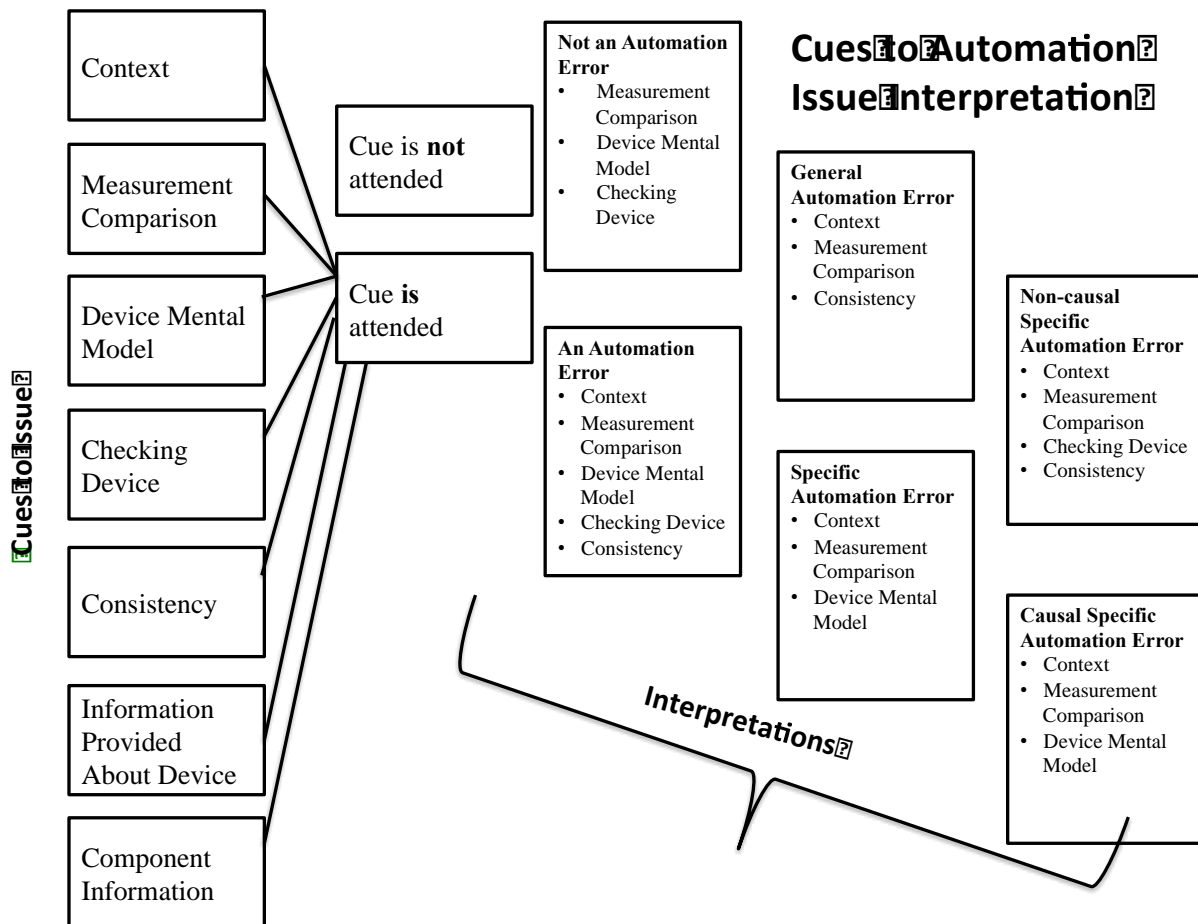 Cues to Automation
Issue Interpretation
Cues to Issue
Context
Measurement
Comparison
Device Mental
Model
Checking
Device
Consistency
Information
Provided
About Device
Component
Information
Cue is not
attended
Cue is
attended
Not an Automation
Error
• Measurement
Comparison
• Device Mental
Model
• Checking
Device
An Automation
Error
• Context
• Measurement
Comparison
• Device Mental
Model
• Checking Device
• Consistency
General
Automation Error
• Context
• Measurement
Comparison
• Consistency
Specific
Automation Error
• Context
• Measurement
Comparison
• Device Mental
Model
Non-causal
Specific
Automation Error
• Context
• Measurement
Comparison
• Checking Device
• Consistency
Causal Specific
Automation Error
• Context
• Measurement
Comparison
• Device Mental
Model
Interpretations